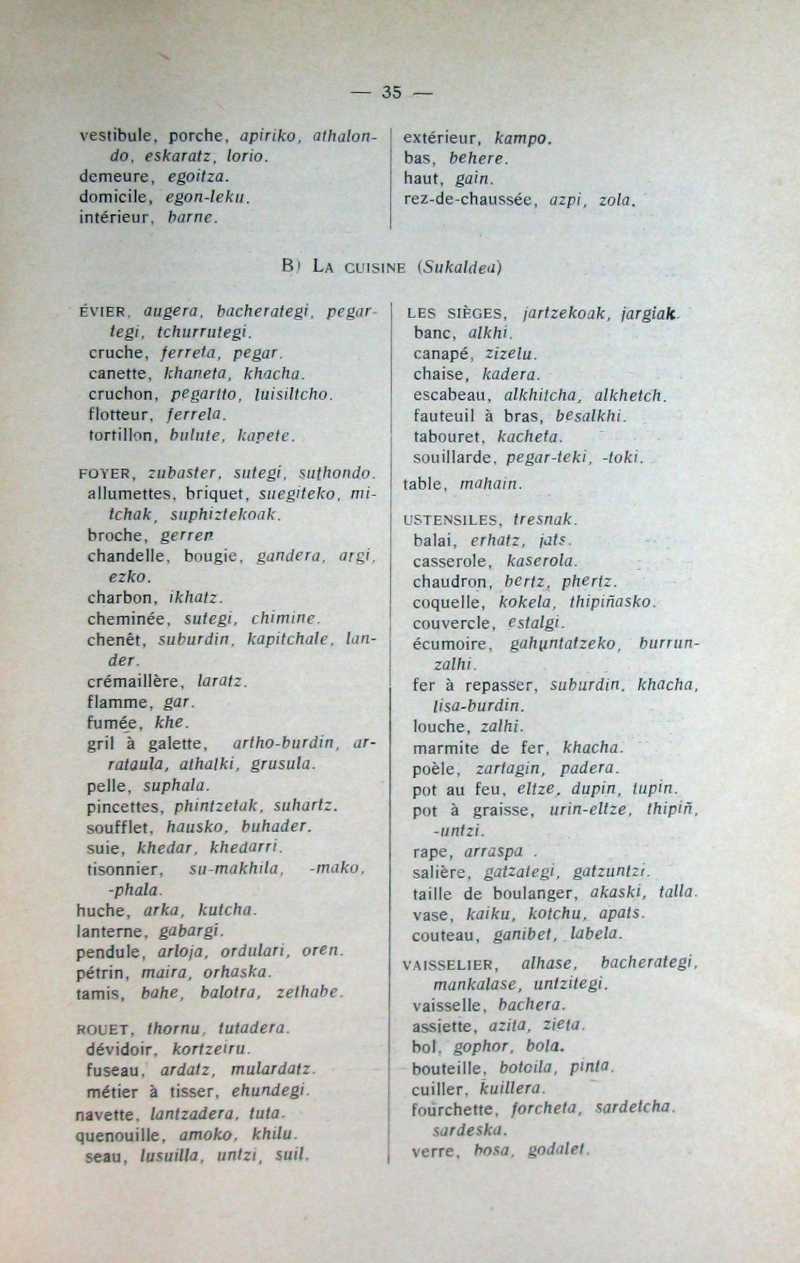 — 35 —
vestibule, porche, apiriko, athalon-
do, eskaratz, lorio.
demeure, egoitza.
domicile, egon-leku.
intérieur, barne.
extérieur, kampo.
bas, behere.
haut, gain.
rez-de-chaussée, azpi, zola.
B) LA CUISINE (Sukaldea)
ÉVIER, augera, bacherategi, pegar-
tegi, tchurrutegi.
cruche, ferreta, pegar.
canette, khaneta, khacha.
cruchon, pegartto, luisiltcho.
flotteur, ferrela.
tortillon, bulute, kapete.
FOYER, zubaster, sutegi, suthondo.
allumettes, briquet, suegiteko, mi-
tchak, suphiztekoak.
broche, gerren
chandelle, bougie, gandera, argi,
ezko.
charbon, ikhatz.
cheminée, sutegi, chimine.
chenêt, suburdin, kapitchale, lan-
der.
crémaillère, laratz.
flamme, gar.
fumée, khe.
gril à galette, artho-burdin, ar-
rataula, athalki, grusula.
pelle, suphala.
pincettes, phintzetak, suhartz.
soufflet, hausko, buhader.
suie, khedar, khedarri.
tisonnier, su-makhila, -mako,
-phala.
huche, arka, kutcha.
lanterne, gabargi.
pendule, arloja, ordulari, oren.
pétrin, maira, orhaska.
tamis, bahe, balotra, zethabe.
ROUET, thornu, tutadera.
dévidoir, kortzeiru.
fuseau, ardatz, mulardatz.
métier à tisser, ehundegi.
navette, lantzadera, tuta.
quenouille, amoko, khilu.
seau, lusuilla, untzi, suil.
LES SIÈGES, jartzekoak, jargiak.
banc, alkhi.
canapé, zizelu.
chaise, kadera.
escabeau, alkhitcha, alkhetch.
fauteuil à bras, besalkhi.
tabouret, kacheta.
souillarde, pegar-teki, -toki.
table, mahain.
USTENSILES, tresnak.
balai, erhatz, jats.
casserole, kaserola.
chaudron, bertz, phertz.
coquelle, kokela, thipiñasko.
couvercle, estalgi.
écumoire, gahuntatzeko, burrun-
zalhi.
fer à repasser, suburdin, khacha,
lisa-burdin.
louche, zalhi.
marmite de fer, khacha.
poèle, zartagin, padera.
pot au feu, eltze, dupin, tupin.
pot à graisse, urin-eltze, thipiñ,
-untzi.
rape, arraspa .
salière, gatzategi, gatzuntzi.
taille de boulanger, akaski, talla.
vase, kaiku, kotchu, apats.
couteau, ganibet, labela.
VAISSELIER, alhase, bacherategi,
mankalase, untzitegi.
vaisselle, bachera.
assiette, azita, zieta.
bol, gophor, bola.
bouteille, botoila, pinta.
cuiller, kuillera.
fourchette, forcheta, sardetcha.
sardeska.
verre, bosa, godalet.